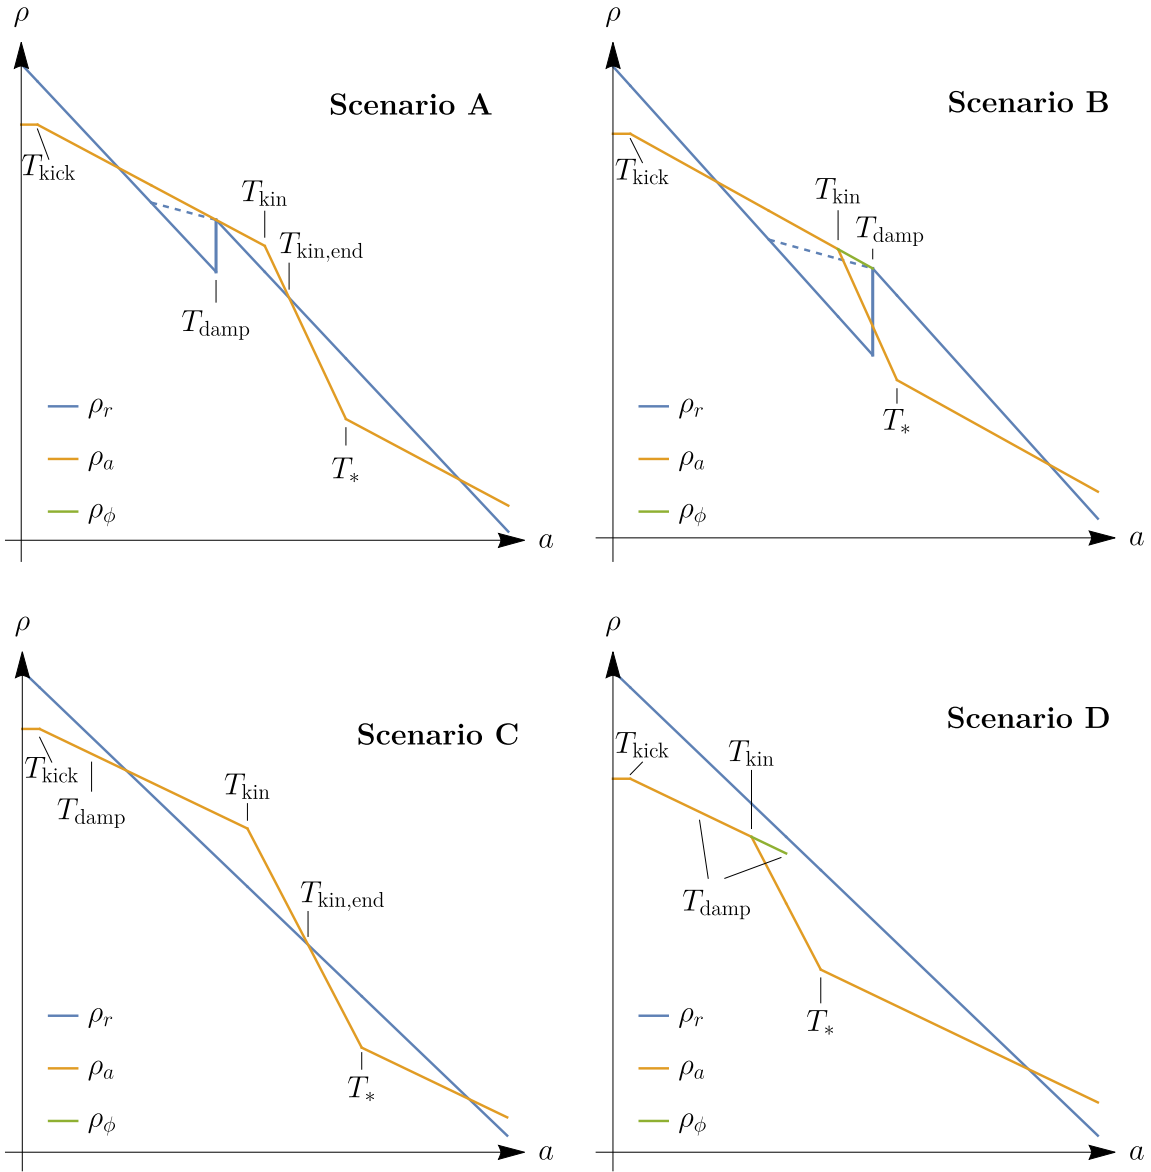 ρ
Scenario A
T_kick
T_kin
T_kin,end
T_damp
ρ_r
ρ_a
T_*
ρ_ϕ
a
ρ
Scenario B
T_kick
T_kin
T_damp
ρ_r
T_*
ρ_a
ρ_ϕ
a
ρ
Scenario C
T_kick
T_kin
T_damp
T_kin,end
ρ_r
ρ_a
T_*
ρ_ϕ
a
ρ
Scenario D
T_kick
T_kin
T_damp
ρ_r
T_*
ρ_a
ρ_ϕ
a